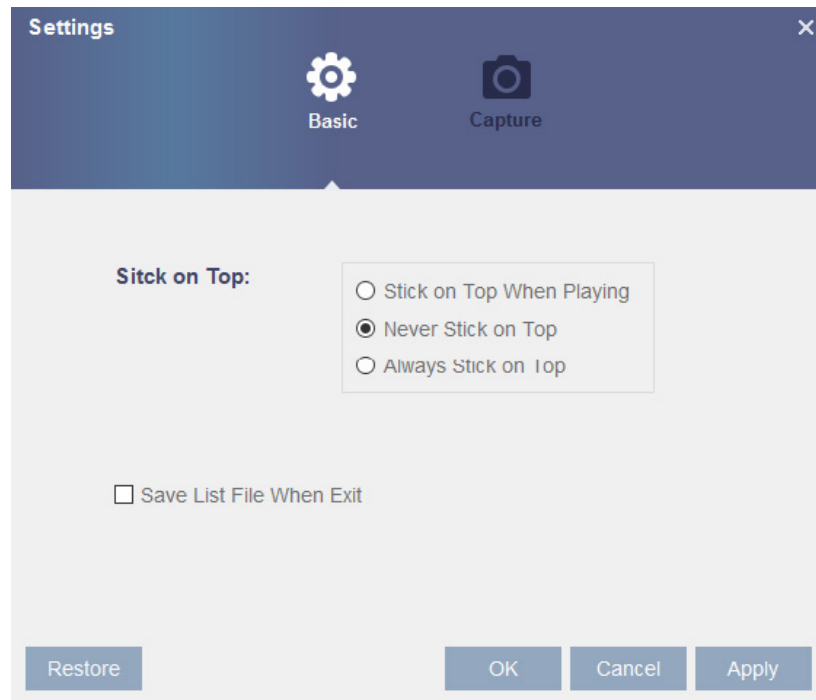 Settings
Basic
Capture
Sitck on Top:
Stick on Top When Playing
Never Stick on Top
Always Stick on Top
Save List File When Exit
Restore
OK
Cancel
Apply